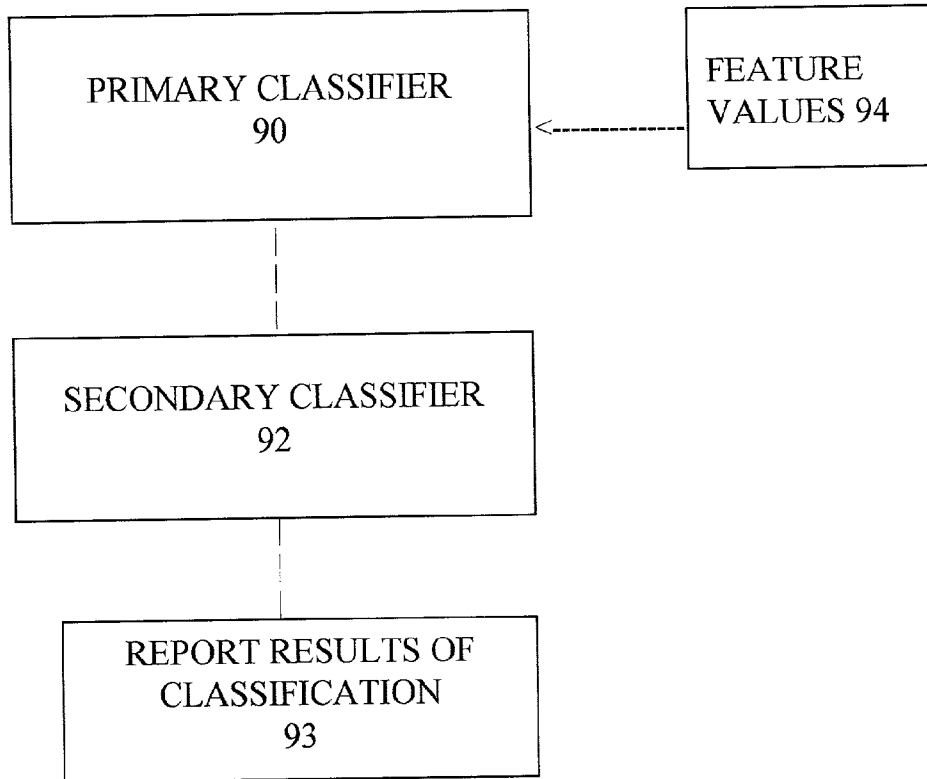 PRIMARY CLASSIFIER
90
FEATURE
VALUES 94
SECONDARY CLASSIFIER
92
REPORT RESULTS OF
CLASSIFICATION
93